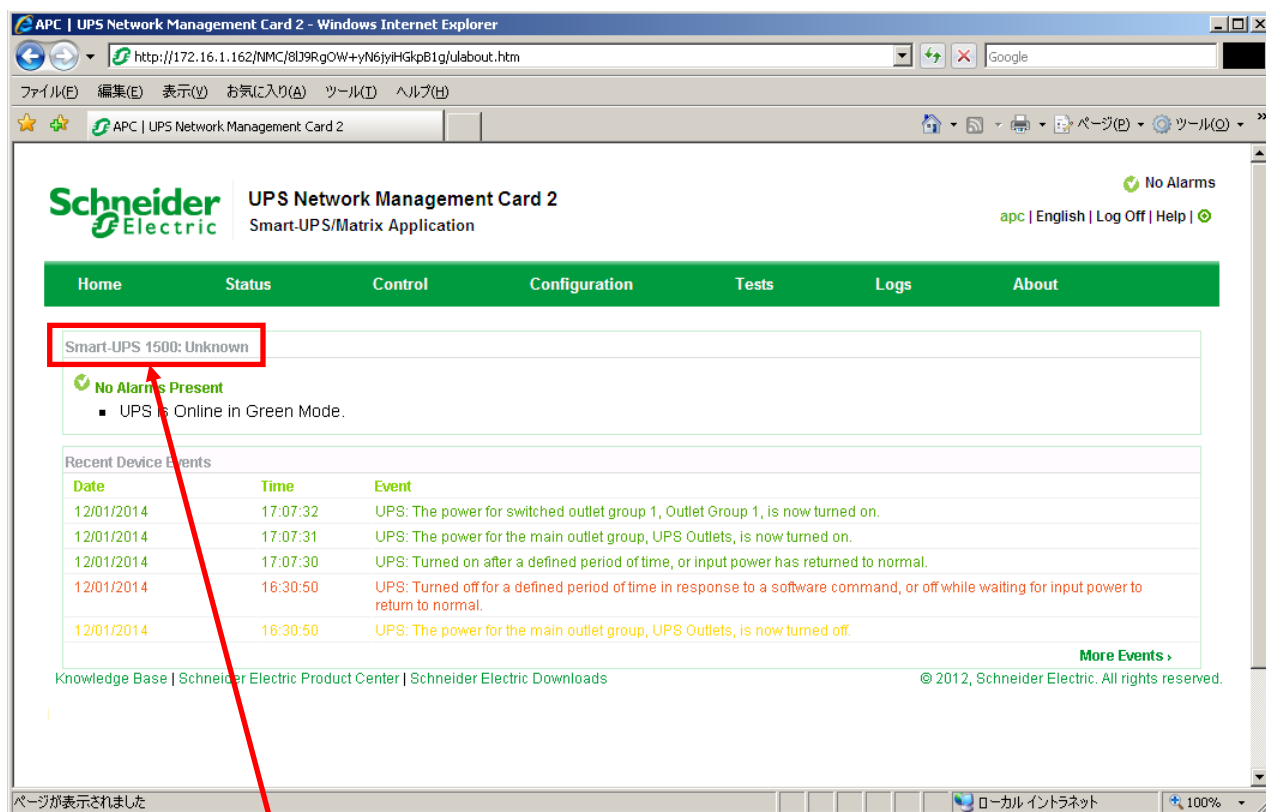 APC | UPS Network Management Card 2 - Windows Internet Explorer
http://172.16.1.162/NMC/8lJ9RgOW+yN6jyiHGkpB1g/ulabout.htm
Google
ファイル(F) 編集(E) 表示(V) お気に入り(A) ツール(T) ヘルプ(H)
APC | UPS Network Management Card 2
ページ(P) ツール(O) »
Schneider Electric
UPS Network Management Card 2
Smart-UPS/Matrix Application
No Alarms
apc | English | Log Off | Help |
Home Status Control Configuration Tests Logs About
Smart-UPS 1500: Unknown
No Alarms Present
▪ UPS is Online in Green Mode.
Recent Device Events
Date Time Event
12/01/2014 17:07:32 UPS: The power for switched outlet group 1, Outlet Group 1, is now turned on.
12/01/2014 17:07:31 UPS: The power for the main outlet group, UPS Outlets, is now turned on.
12/01/2014 17:07:30 UPS: Turned on after a defined period of time, or input power has returned to normal.
12/01/2014 16:30:50 UPS: Turned off for a defined period of time in response to a software command, or off while waiting for input power to
return to normal.
12/01/2014 16:30:50 UPS: The power for the main outlet group, UPS Outlets, is now turned off.
More Events ›
Knowledge Base | Schneider Electric Product Center | Schneider Electric Downloads
© 2012, Schneider Electric. All rights reserved.
ページが表示されました
ローカル イントラネット
100%